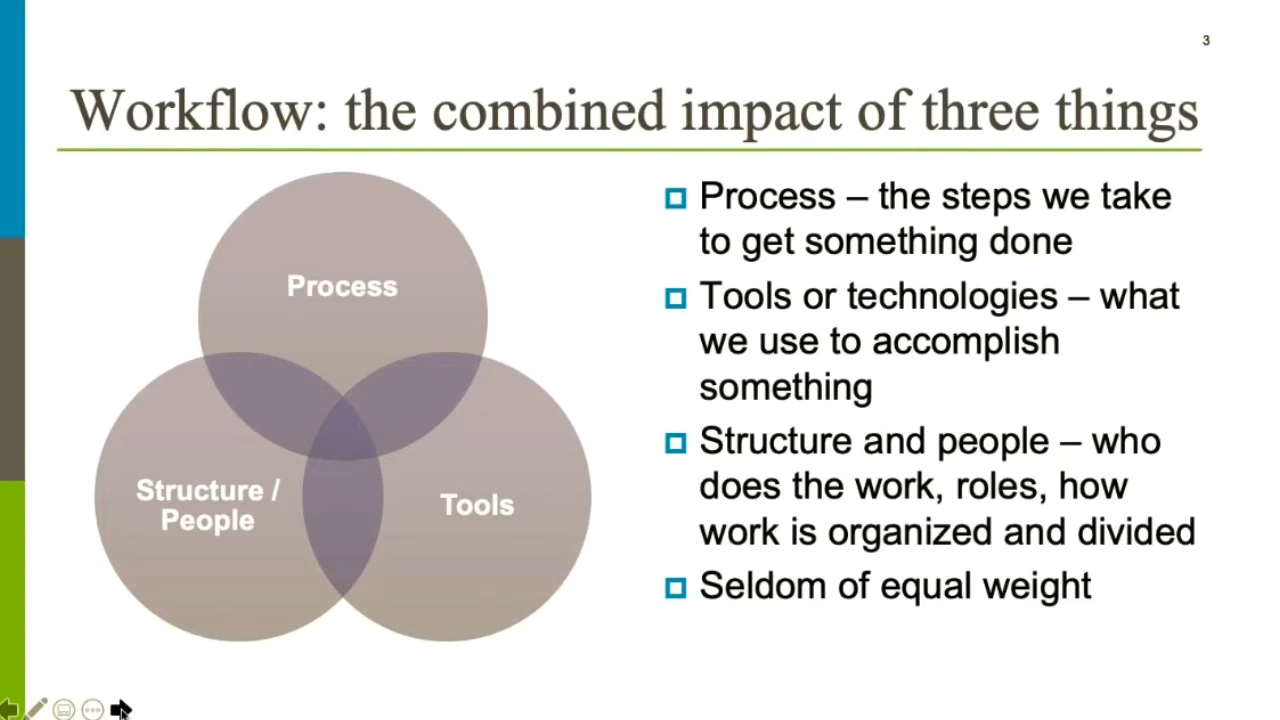 3
Workflow: the combined impact of three things
Process
Structure /
People
Tools
Process – the steps we take
to get something done
Tools or technologies – what
we use to accomplish
something
Structure and people – who
does the work, roles, how
work is organized and divided
Seldom of equal weight